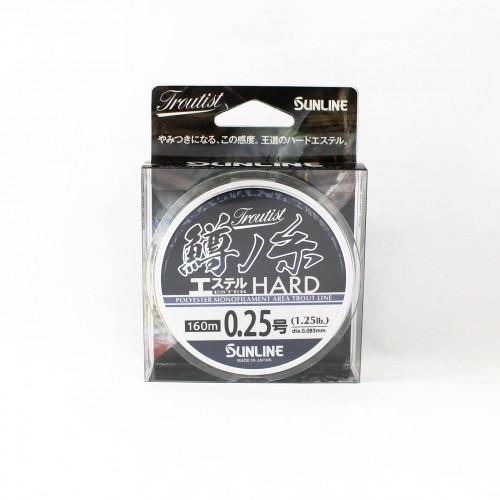 Troutist SUNLINE
やみつきになる、この感度。王道のハードエステル。
SUNLINE
Troutist
鱒ノ糸
エステル HARD
ESTER
POLYESTER MONOFILAMENT AREA TROUT LINE
160m 0.25号 (1.25lb.)
dia.0.083mm
SUNLINE
MADE IN JAPAN